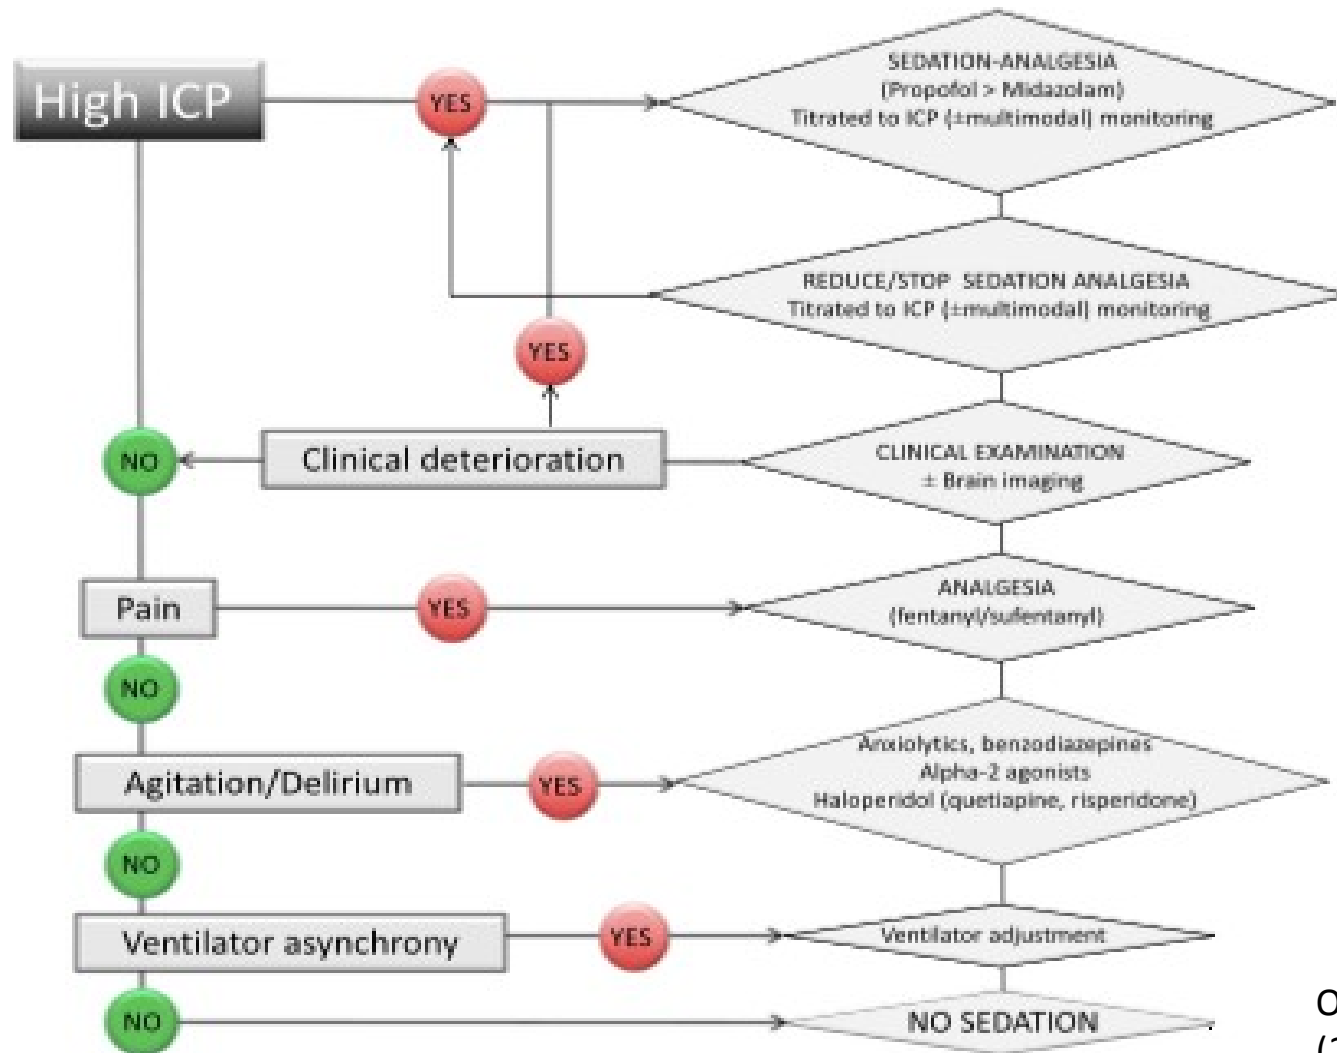 High ICP
YES
SEDATION-ANALGESIA
(Propofol > Midazolam)
Titrated to ICP (±multimodal) monitoring
REDUCE/STOP SEDATION ANALGESIA
Titrated to ICP (±multimodal) monitoring
YES
NO
Clinical deterioration
CLINICAL EXAMINATION
± Brain imaging
Pain
YES
ANALGESIA
(fentanyl/sufentanyl)
NO
Agitation/Delirium
YES
Anxiolytics, benzodiazepines
Alpha-2 agonists
Haloperidol (quetiapine, risperidone)
NO
Ventilator asynchrony
YES
Ventilator adjustment
NO
NO SEDATION